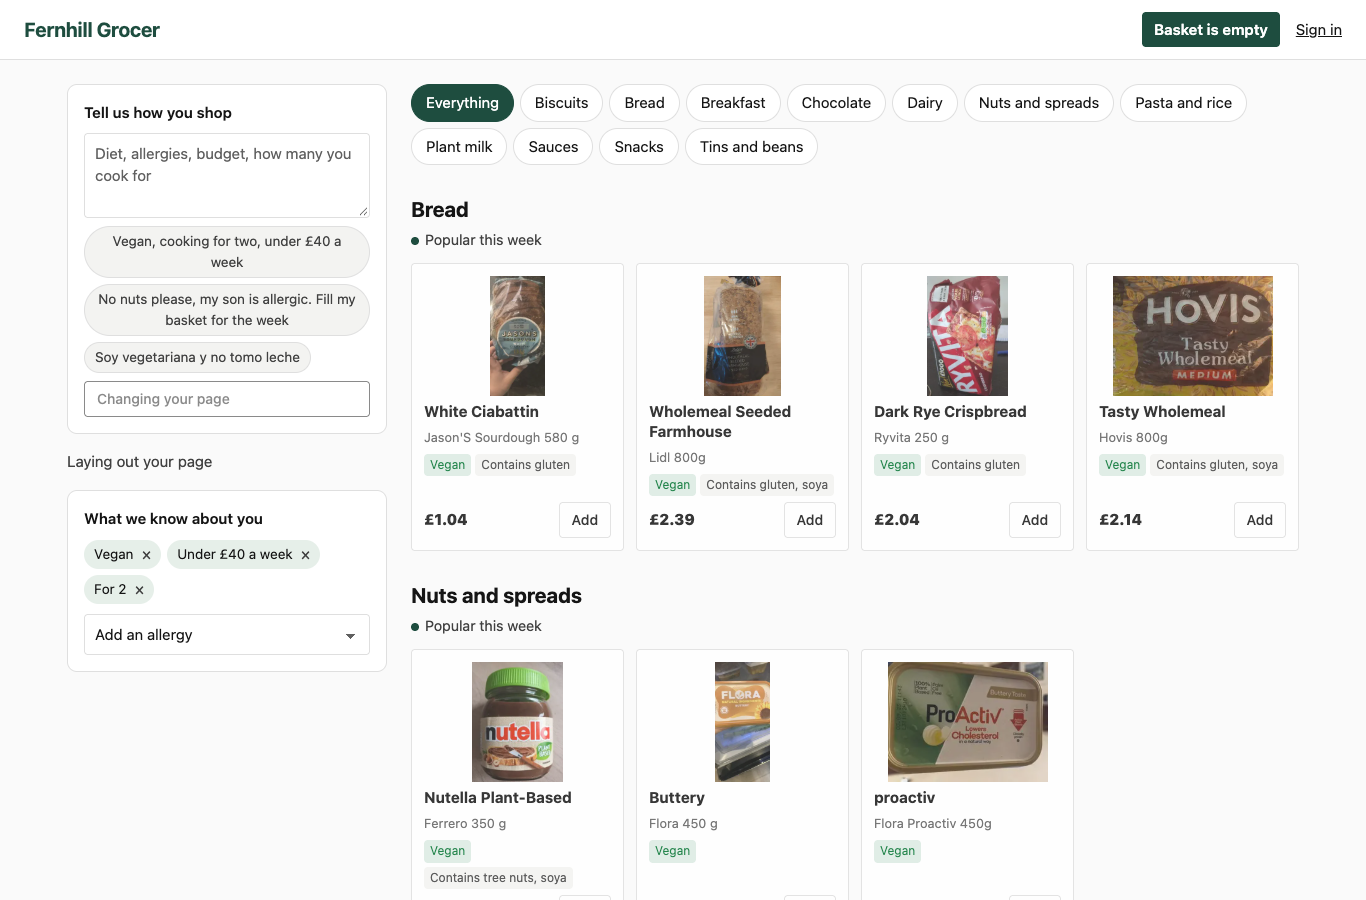 Fernhill Grocer
Basket is empty
Sign in
Tell us how you shop
Diet, allergies, budget, how many you
cook for
Vegan, cooking for two, under £40 a
week
No nuts please, my son is allergic. Fill my
basket for the week
Soy vegetariana y no tomo leche
Changing your page
Laying out your page
What we know about you
Vegan ×
Under £40 a week ×
For 2 ×
Add an allergy
Everything
Biscuits
Bread
Breakfast
Chocolate
Dairy
Nuts and spreads
Pasta and rice
Plant milk
Sauces
Snacks
Tins and beans
Bread
Popular this week
JASONS
White Ciabattin
Jason'S Sourdough 580 g
Vegan
Contains gluten
£1.04
Add
Wholemeal Seeded
Farmhouse
Lidl 800g
Vegan
Contains gluten, soya
£2.39
Add
RYVITA
Dark Rye Crispbread
Ryvita 250 g
Vegan
Contains gluten
£2.04
Add
HOVIS
Tasty
Wholemeal
MEDIUM
Tasty Wholemeal
Hovis 800g
Vegan
Contains gluten, soya
£2.14
Add
Nuts and spreads
Popular this week
nutella
Nutella Plant-Based
Ferrero 350 g
Vegan
Contains tree nuts, soya
FLORA
Buttery
Flora 450 g
Vegan
Buttery Taste
ProActiv
Lowers
Cholesterol
proactiv
Flora Proactiv 450g
Vegan